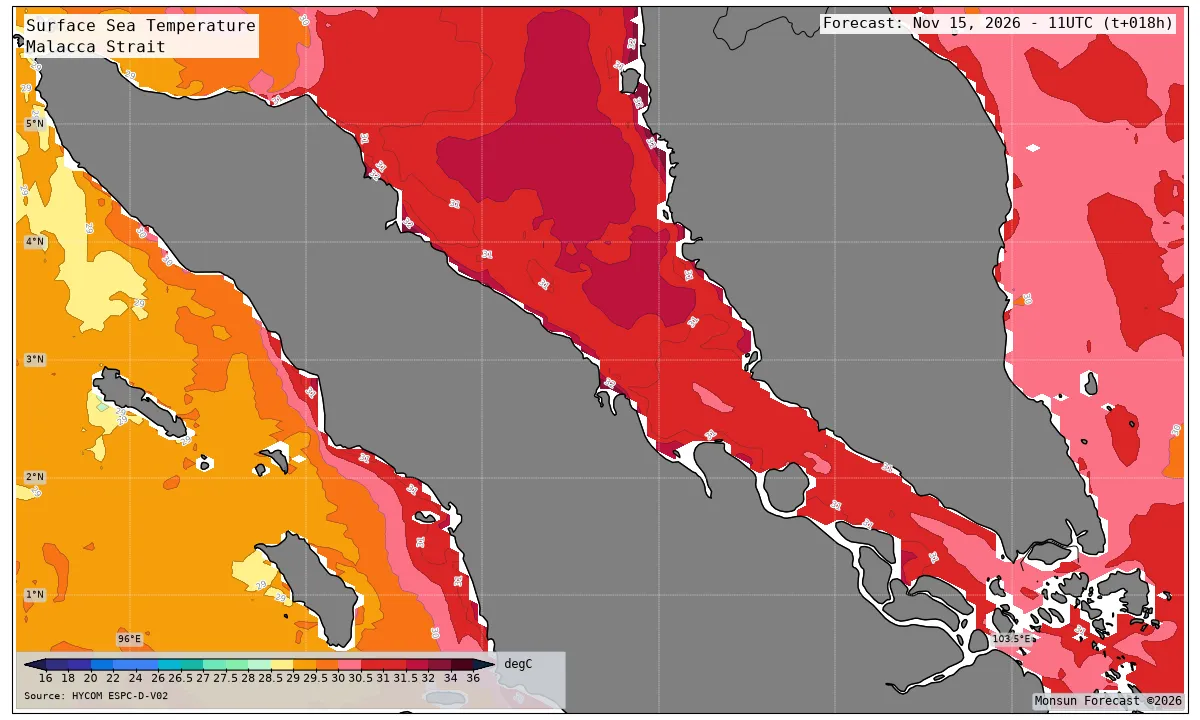 Surface Sea Temperature
Malacca Strait
Forecast: Nov 15, 2026 - 11UTC (t+018h)
5°N
4°N
3°N
2°N
1°N
96°E
103.5°E
degC
16 18 20 22 24 26 26.5 27 27.5 28 28.5 29 29.5 30 30.5 31 31.5 32 34 36
Source: HYCOM ESPC-D-V02
Monsun Forecast ©2026